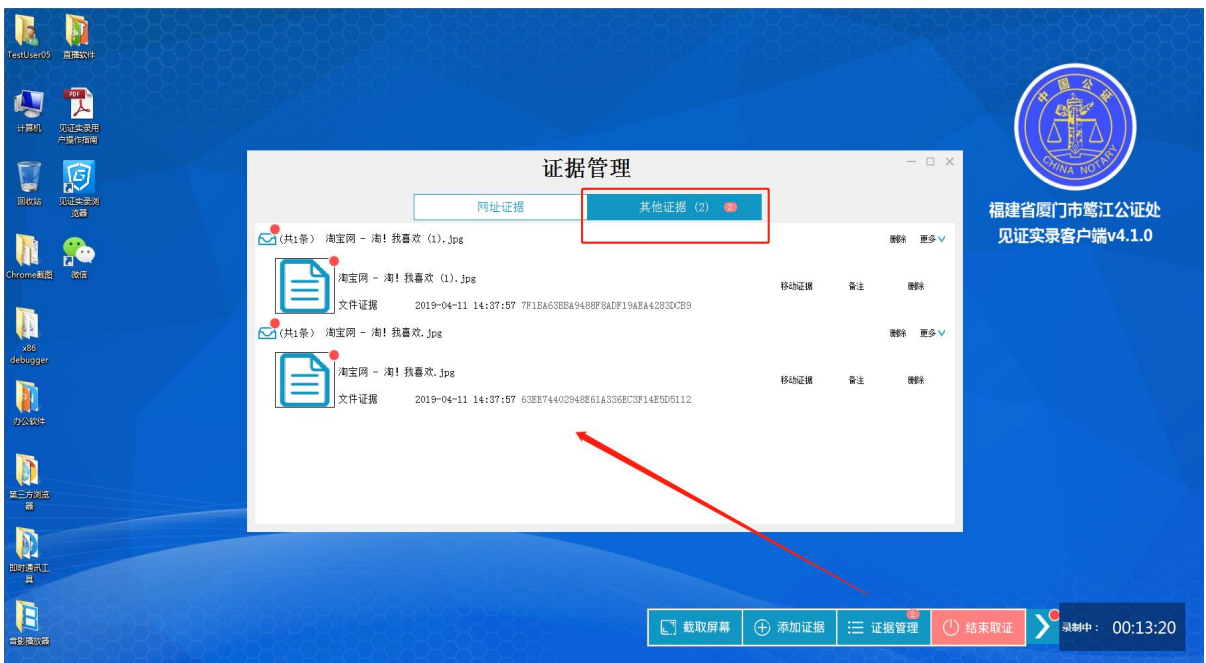 TestUser05
直播软件
计算机
见证实录用
户操作指南
回收站
见证实录浏
览器
Chrome截图
微信
x86
debugger
办公软件
第三方浏览
器
即时通讯工
具
音影播放器
中国公证
CHINA NOTARY
福建省厦门市鹭江公证处
见证实录客户端v4.1.0
证据管理
网址证据
其他证据 (2) 2
(共1条) 淘宝网 - 淘! 我喜欢 (1).jpg 删除 更多
淘宝网 - 淘! 我喜欢 (1).jpg
移动证据 备注 删除
文件证据 2019-04-11 14:37:57 7F1BA63BBA9488F8ADF19AEA4283DCB9
(共1条) 淘宝网 - 淘! 我喜欢.jpg 删除 更多
淘宝网 - 淘! 我喜欢.jpg
移动证据 备注 删除
文件证据 2019-04-11 14:37:57 63EE74402948E61A336EC3F14E5D5112
截取屏幕
添加证据
证据管理 2
结束取证
录制中: 00:13:20